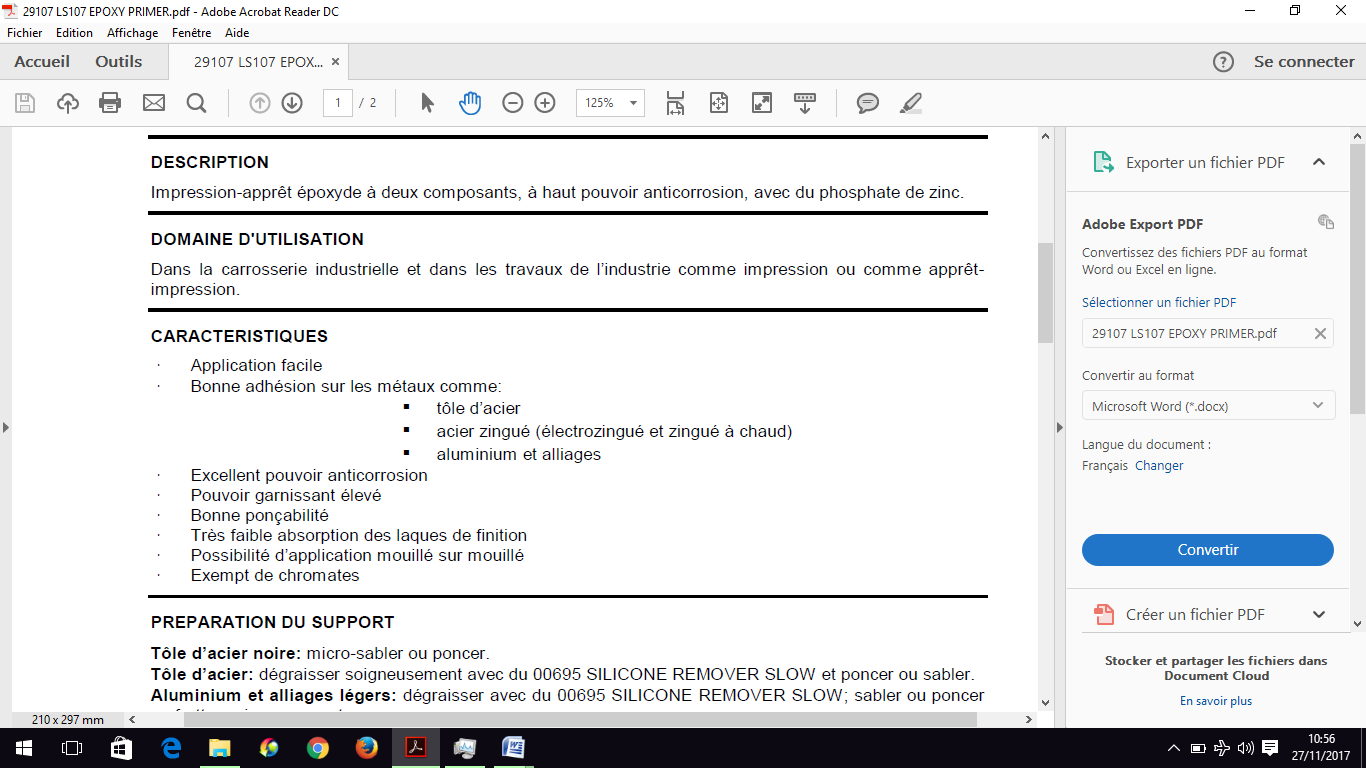 29107 LS107 EPOXY PRIMER.pdf - Adobe Acrobat Reader DC
Fichier Edition Affichage Fenêtre Aide
Accueil Outils 29107 LS107 EPOX... × ? Se connecter
1 / 2 125%
DESCRIPTION
Impression-apprêt époxyde à deux composants, à haut pouvoir anticorrosion, avec du phosphate de zinc.
DOMAINE D'UTILISATION
Dans la carrosserie industrielle et dans les travaux de l’industrie comme impression ou comme apprêt-
impression.
CARACTERISTIQUES
· Application facile
· Bonne adhésion sur les métaux comme:
▪ tôle d’acier
▪ acier zingué (électrozingué et zingué à chaud)
▪ aluminium et alliages
· Excellent pouvoir anticorrosion
· Pouvoir garnissant élevé
· Bonne ponçabilité
· Très faible absorption des laques de finition
· Possibilité d’application mouillé sur mouillé
· Exempt de chromates
PREPARATION DU SUPPORT
Tôle d’acier noire: micro-sabler ou poncer.
Tôle d’acier: dégraisser soigneusement avec du 00695 SILICONE REMOVER SLOW et poncer ou sabler.
Aluminium et alliages légers: dégraisser avec du 00695 SILICONE REMOVER SLOW; sabler ou poncer
210 x 297 mm
Exporter un fichier PDF
Adobe Export PDF
Convertissez des fichiers PDF au format
Word ou Excel en ligne.
Sélectionner un fichier PDF
29107 LS107 EPOXY PRIMER.pdf
Convertir au format
Microsoft Word (*.docx)
Langue du document :
Français Changer
Convertir
Créer un fichier PDF
Stocker et partager les fichiers dans
Document Cloud
En savoir plus
10:56
27/11/2017